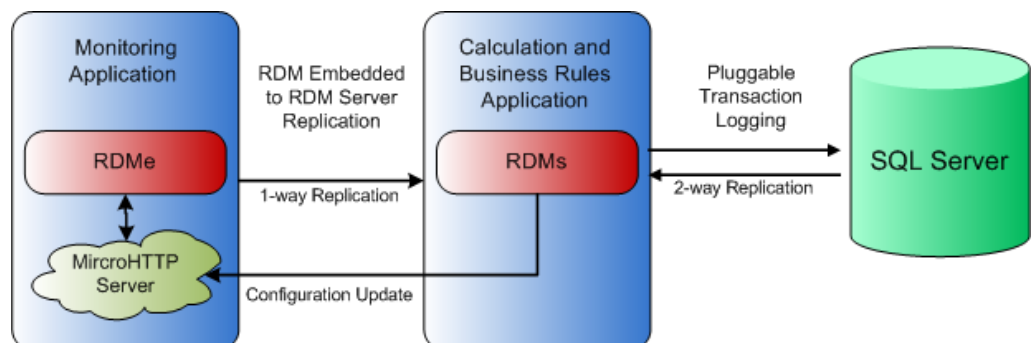 Monitoring
Application
RDMe
MircroHTTP
Server
RDM Embedded
to RDM Server
Replication
1-way Replication
Configuration Update
Calculation and
Business Rules
Application
RDMs
Pluggable
Transaction
Logging
2-way Replication
SQL Server